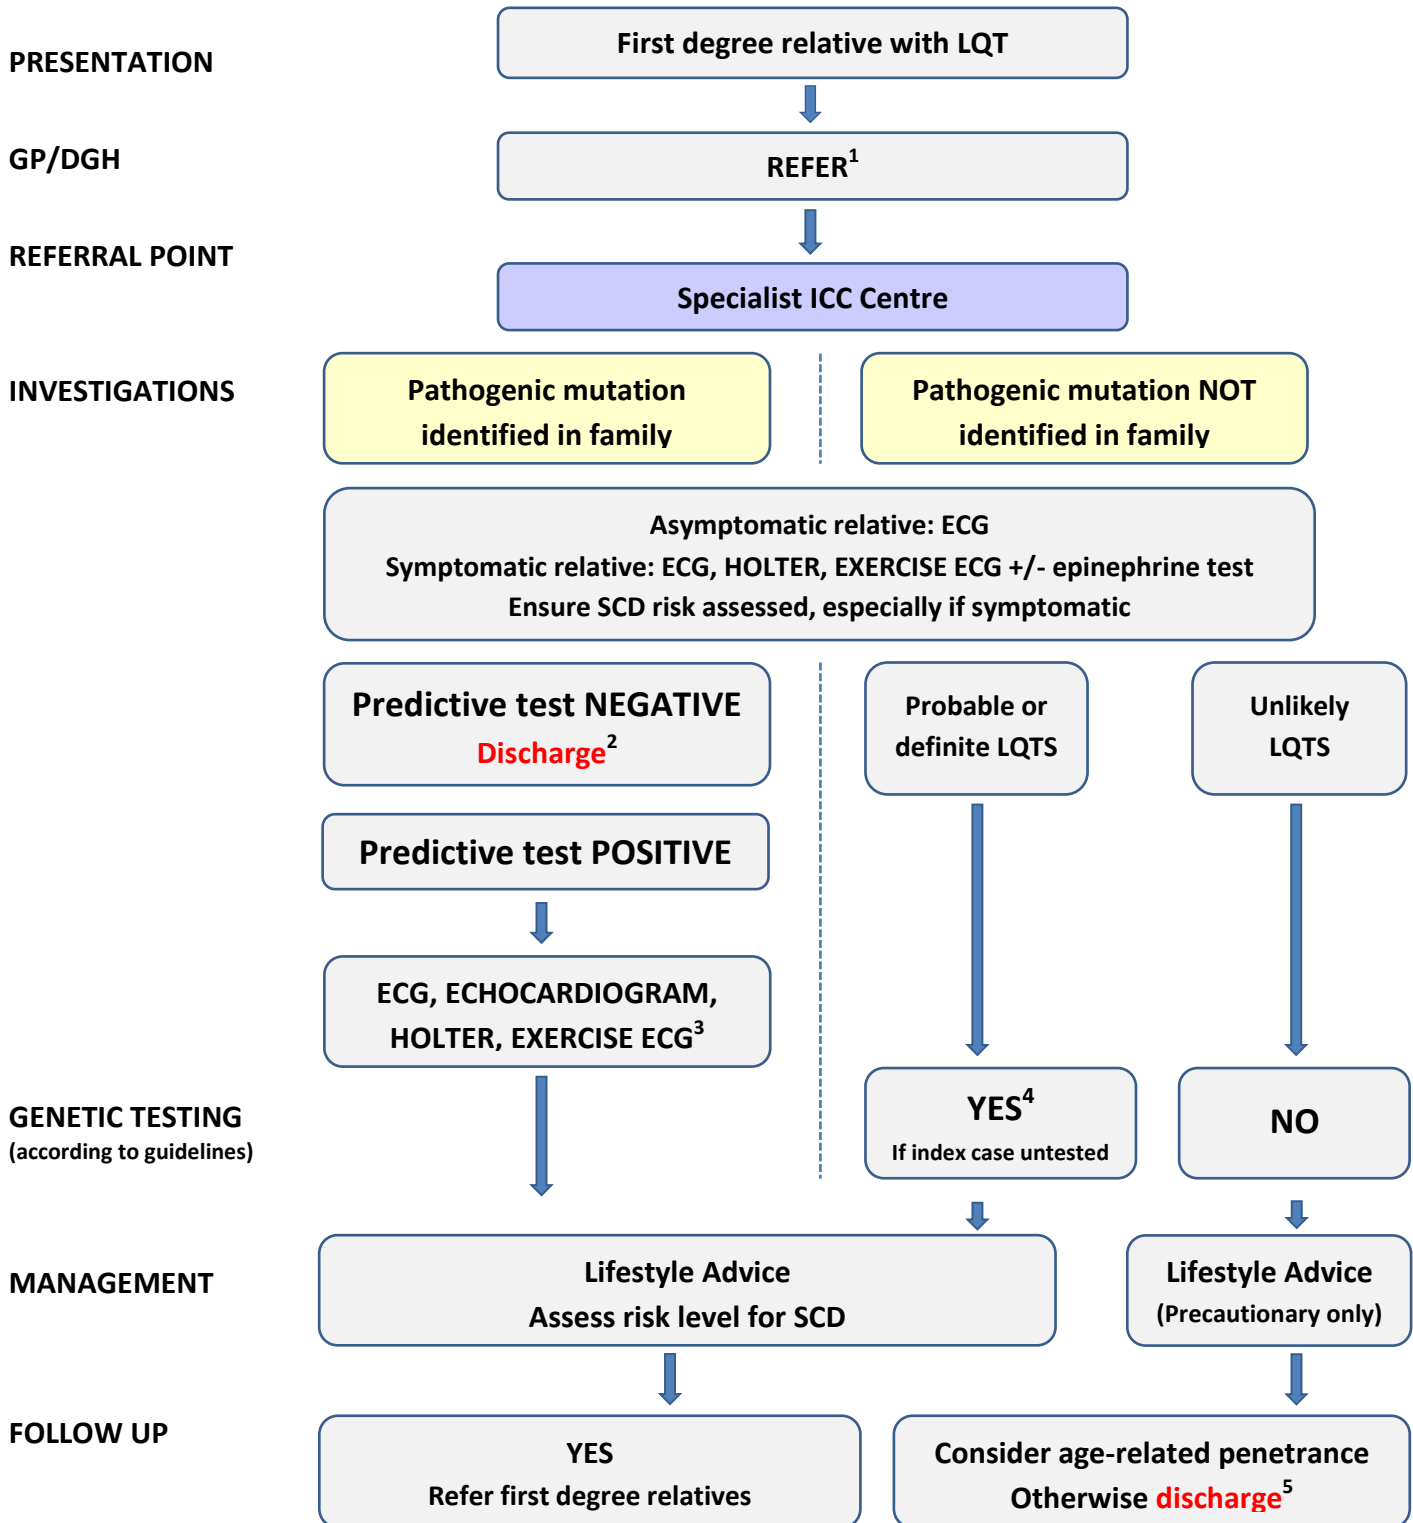 First degree relative with LQT
PRESENTATION
GP/DGH
REFER1
REFERRAL POINT
Specialist ICC Centre
INVESTIGATIONS
Pathogenic mutation
identified in family
Pathogenic mutation NOT
identified in family
Asymptomatic relative: ECG
Symptomatic relative: ECG, HOLTER, EXERCISE ECG +/- epinephrine test
Ensure SCD risk assessed, especially if symptomatic
Predictive test NEGATIVE
Discharge2
Probable or
definite LQTS
Unlikely
LQTS
Predictive test POSITIVE
ECG, ECHOCARDIOGRAM,
HOLTER, EXERCISE ECG3
GENETIC TESTING
(according to guidelines)
YES4
If index case untested
NO
MANAGEMENT
Lifestyle Advice
Assess risk level for SCD
Lifestyle Advice
(Precautionary only)
FOLLOW UP
YES
Refer first degree relatives
Consider age-related penetrance
Otherwise discharge5